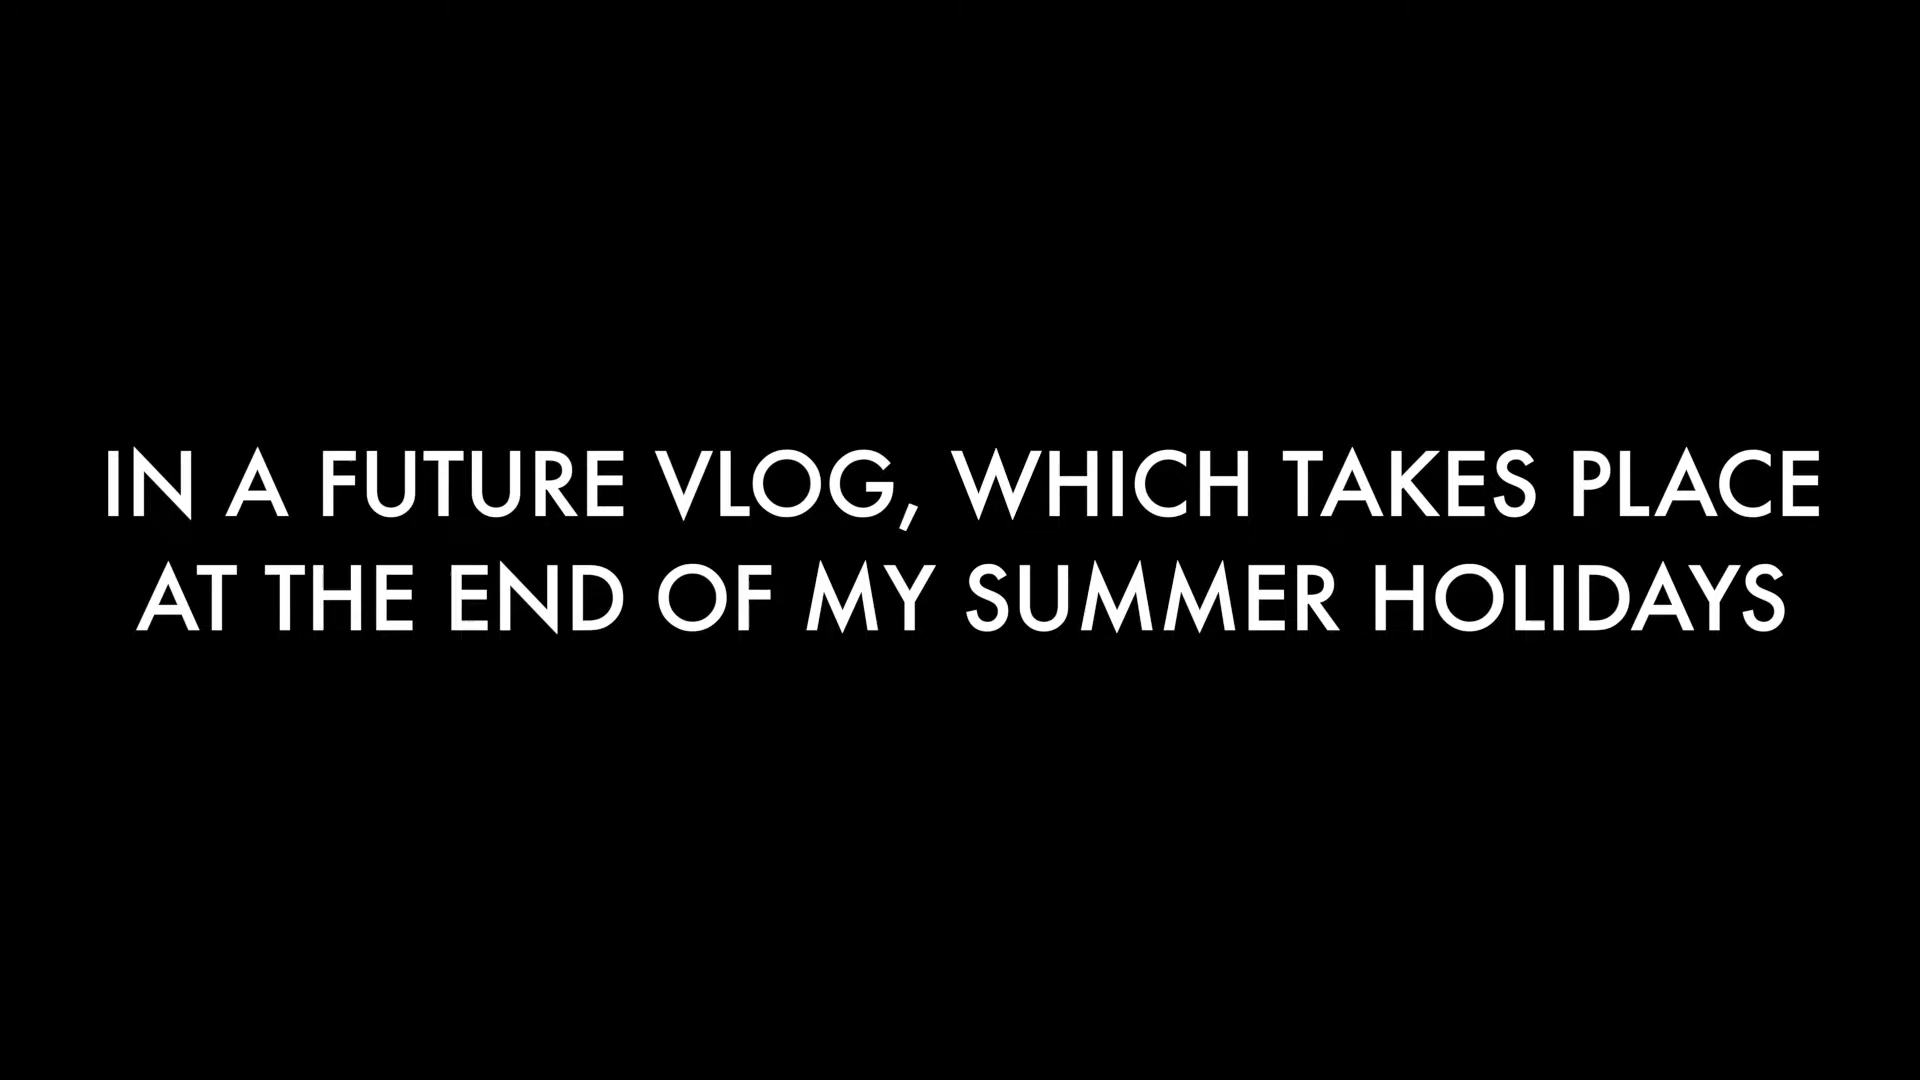 IN A FUTURE VLOG, WHICH TAKES PLACE
AT THE END OF MY SUMMER HOLIDAYS